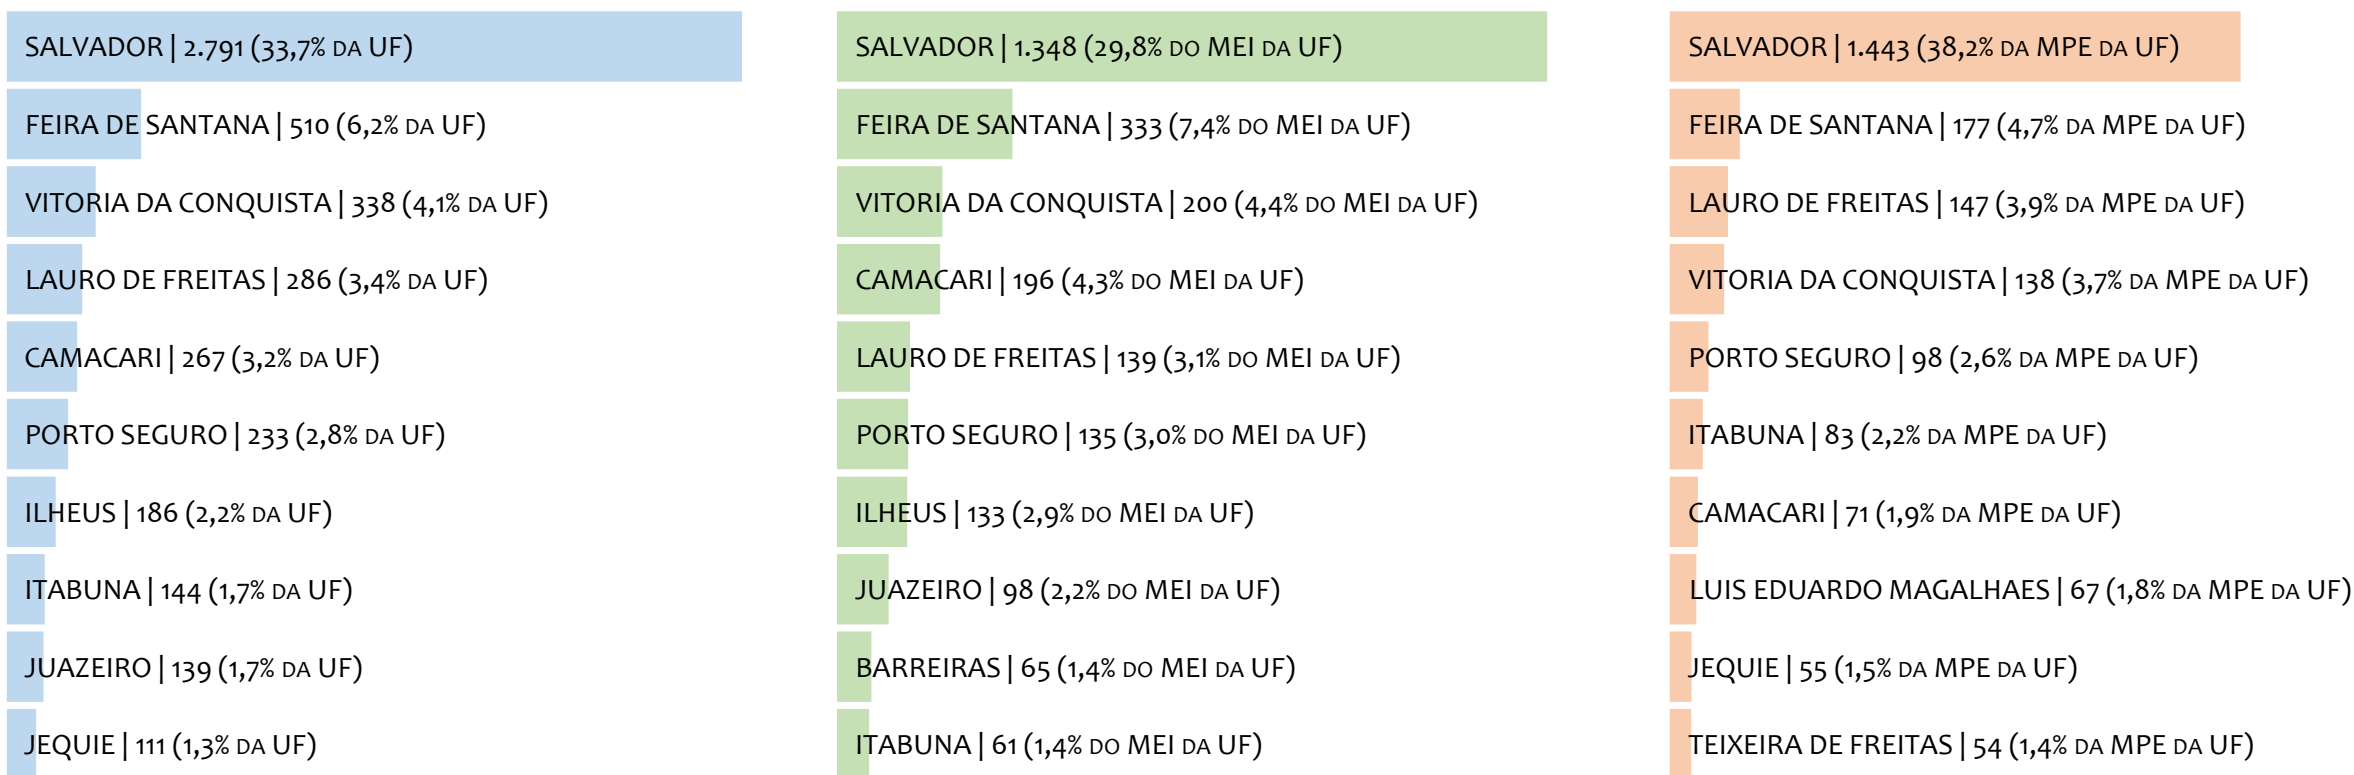 SALVADOR | 2.791 (33,7% DA UF)
FEIRA DE SANTANA | 510 (6,2% DA UF)
VITORIA DA CONQUISTA | 338 (4,1% DA UF)
LAURO DE FREITAS | 286 (3,4% DA UF)
CAMACARI | 267 (3,2% DA UF)
PORTO SEGURO | 233 (2,8% DA UF)
ILHEUS | 186 (2,2% DA UF)
ITABUNA | 144 (1,7% DA UF)
JUAZEIRO | 139 (1,7% DA UF)
JEQUIE | 111 (1,3% DA UF)
SALVADOR | 1.348 (29,8% DO MEI DA UF)
FEIRA DE SANTANA | 333 (7,4% DO MEI DA UF)
VITORIA DA CONQUISTA | 200 (4,4% DO MEI DA UF)
CAMACARI | 196 (4,3% DO MEI DA UF)
LAURO DE FREITAS | 139 (3,1% DO MEI DA UF)
PORTO SEGURO | 135 (3,0% DO MEI DA UF)
ILHEUS | 133 (2,9% DO MEI DA UF)
JUAZEIRO | 98 (2,2% DO MEI DA UF)
BARREIRAS | 65 (1,4% DO MEI DA UF)
ITABUNA | 61 (1,4% DO MEI DA UF)
SALVADOR | 1.443 (38,2% DA MPE DA UF)
FEIRA DE SANTANA | 177 (4,7% DA MPE DA UF)
LAURO DE FREITAS | 147 (3,9% DA MPE DA UF)
VITORIA DA CONQUISTA | 138 (3,7% DA MPE DA UF)
PORTO SEGURO | 98 (2,6% DA MPE DA UF)
ITABUNA | 83 (2,2% DA MPE DA UF)
CAMACARI | 71 (1,9% DA MPE DA UF)
LUIS EDUARDO MAGALHAES | 67 (1,8% DA MPE DA UF)
JEQUIE | 55 (1,5% DA MPE DA UF)
TEIXEIRA DE FREITAS | 54 (1,4% DA MPE DA UF)